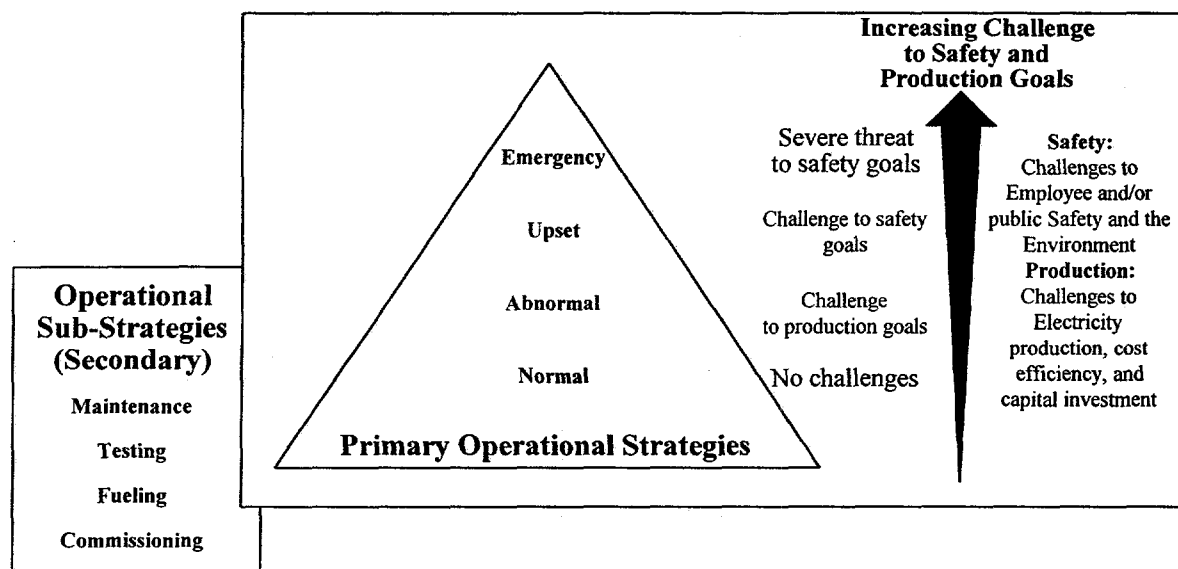 Increasing Challenge
to Safety and
Production Goals
Emergency
Upset
Abnormal
Normal
Primary Operational Strategies
Severe threat
to safety goals
Challenge to safety
goals
Challenge
to production goals
No challenges
Safety:
Challenges to
Employee and/or
public Safety and the
Environment
Production:
Challenges to
Electricity
production, cost
efficiency, and
capital investment
Operational
Sub-Strategies
(Secondary)
Maintenance
Testing
Fueling
Commissioning